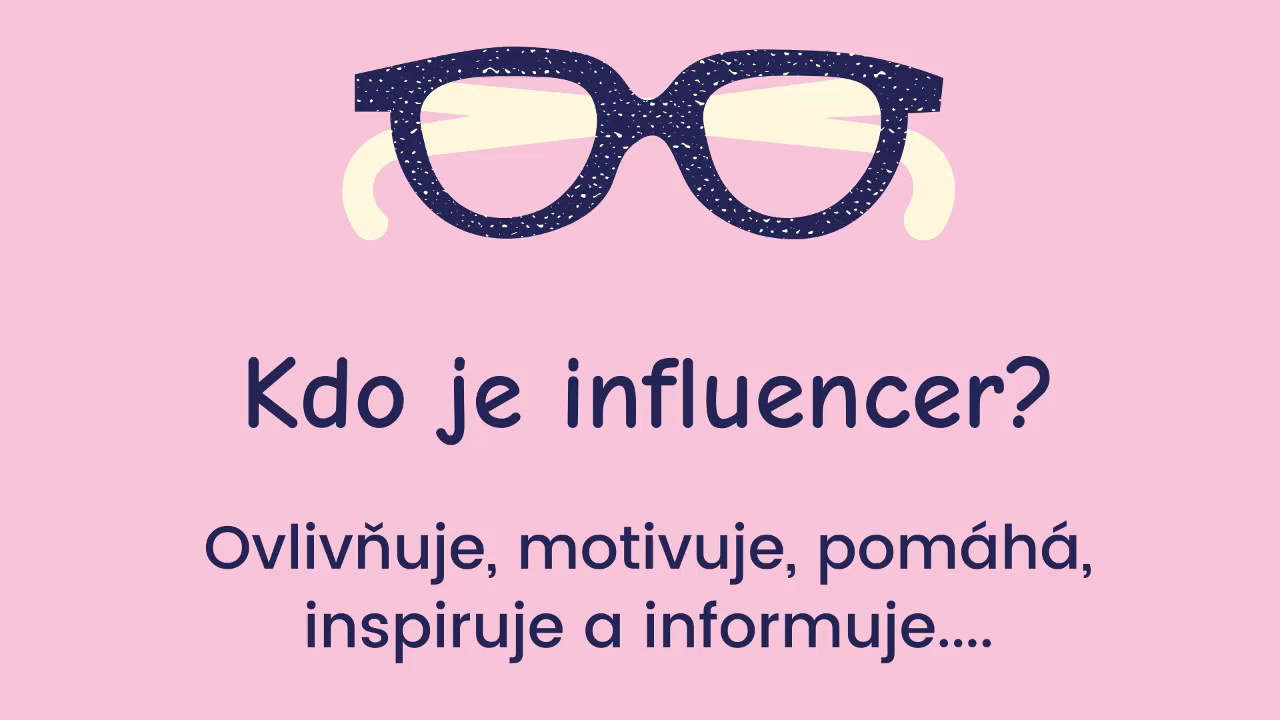 Kdo je influencer?
Ovlivňuje, motivuje, pomáhá,
inspiruje a informuje....